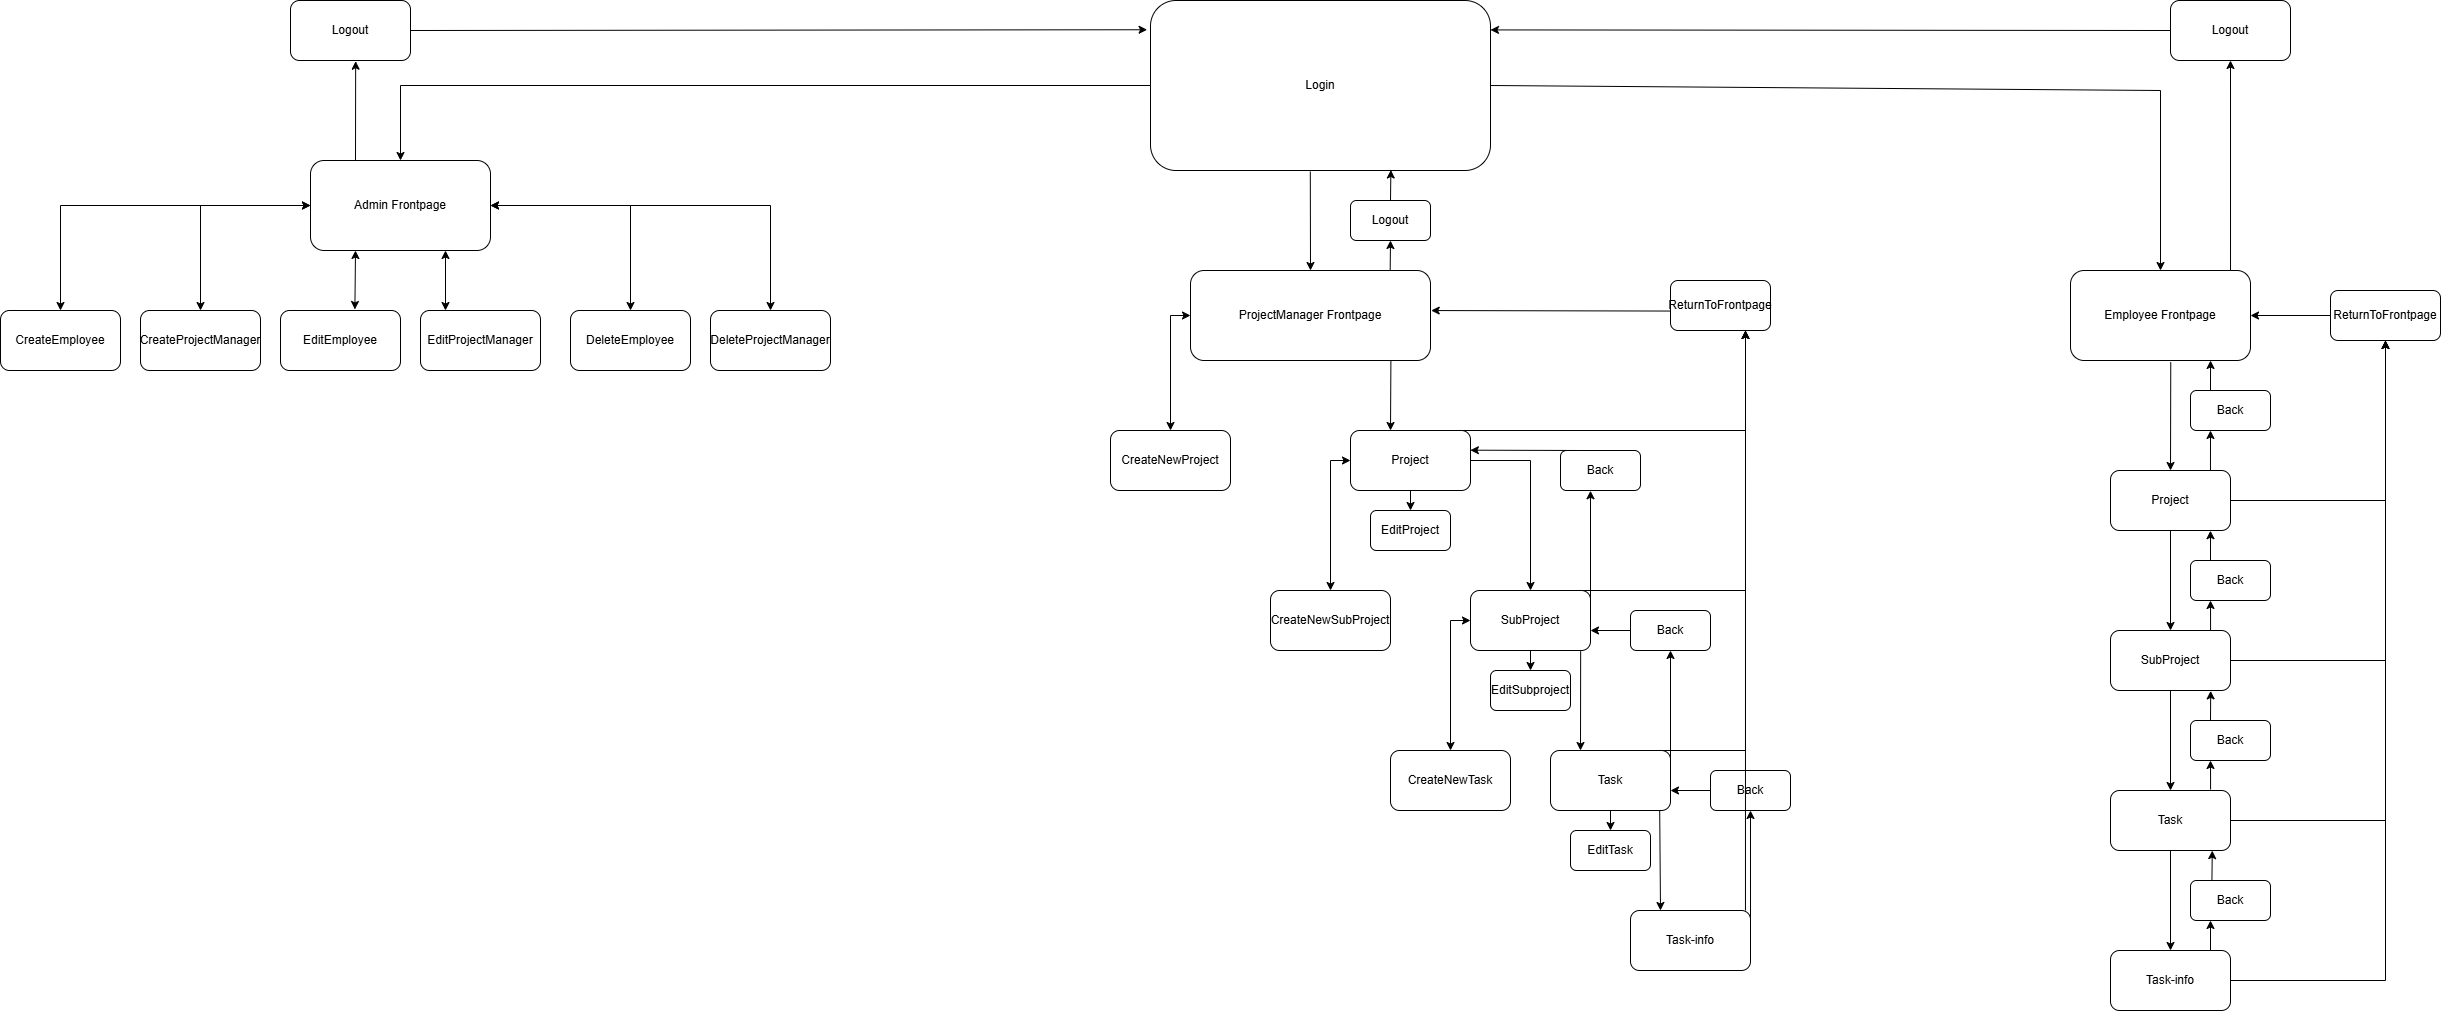 Logout
Login
Logout
Admin Frontpage
Logout
CreateEmployee
CreateProjectManager
EditEmployee
EditProjectManager
DeleteEmployee
DeleteProjectManager
ProjectManager Frontpage
ReturnToFrontpage
Employee Frontpage
ReturnToFrontpage
Back
CreateNewProject
Project
Back
EditProject
Project
Back
CreateNewSubProject
SubProject
Back
EditSubproject
SubProject
Back
CreateNewTask
Task
Back
EditTask
Task
Back
Task-info
Task-info